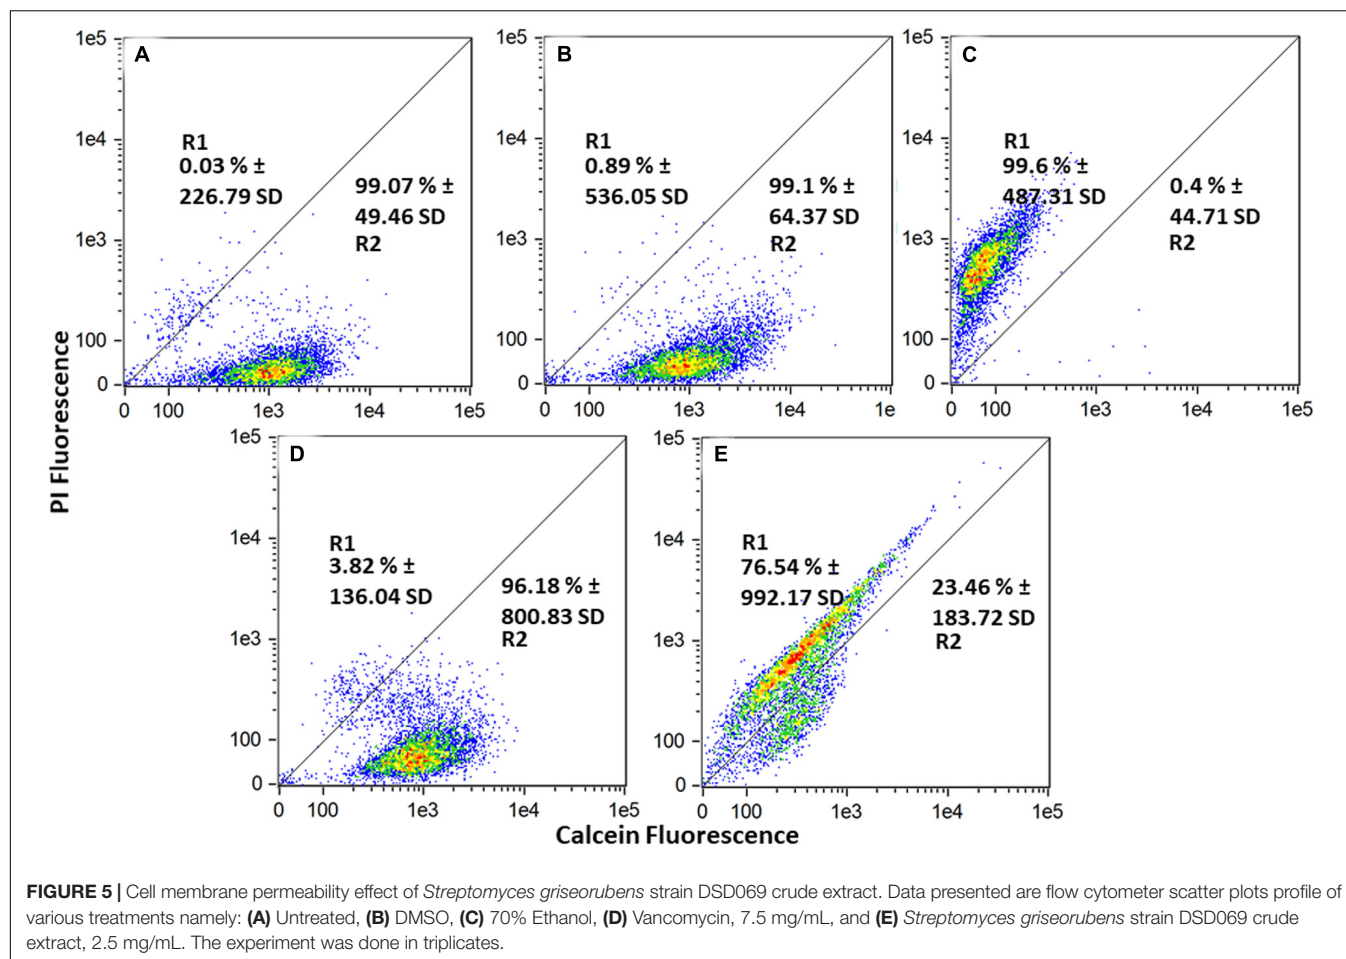 A
1e5
1e4
1e3
100
0
R1
0.03 % ±
226.79 SD
99.07 % ±
49.46 SD
R2
0 100 1e3 1e4 1e5
B
1e5
1e4
1e3
100
0
R1
0.89 % ±
536.05 SD
99.1 % ±
64.37 SD
R2
0 100 1e3 1e4 1e
C
1e5
1e4
1e3
100
0
R1
99.6 % ±
487.31 SD
0.4 % ±
44.71 SD
R2
0 100 1e3 1e4 1e5
PI Fluorescence
D
1e5
1e4
1e3
100
0
R1
3.82 % ±
136.04 SD
96.18 % ±
800.83 SD
R2
0 100 1e3 1e4 1e5
E
1e5
1e4
1e3
100
0
R1
76.54 % ±
992.17 SD
23.46 % ±
183.72 SD
R2
0 100 1e3 1e4 1e5
Calcein Fluorescence
FIGURE 5 | Cell membrane permeability effect of Streptomyces griseorubens strain DSD069 crude extract. Data presented are flow cytometer scatter plots profile of
various treatments namely: (A) Untreated, (B) DMSO, (C) 70% Ethanol, (D) Vancomycin, 7.5 mg/mL, and (E) Streptomyces griseorubens strain DSD069 crude
extract, 2.5 mg/mL. The experiment was done in triplicates.